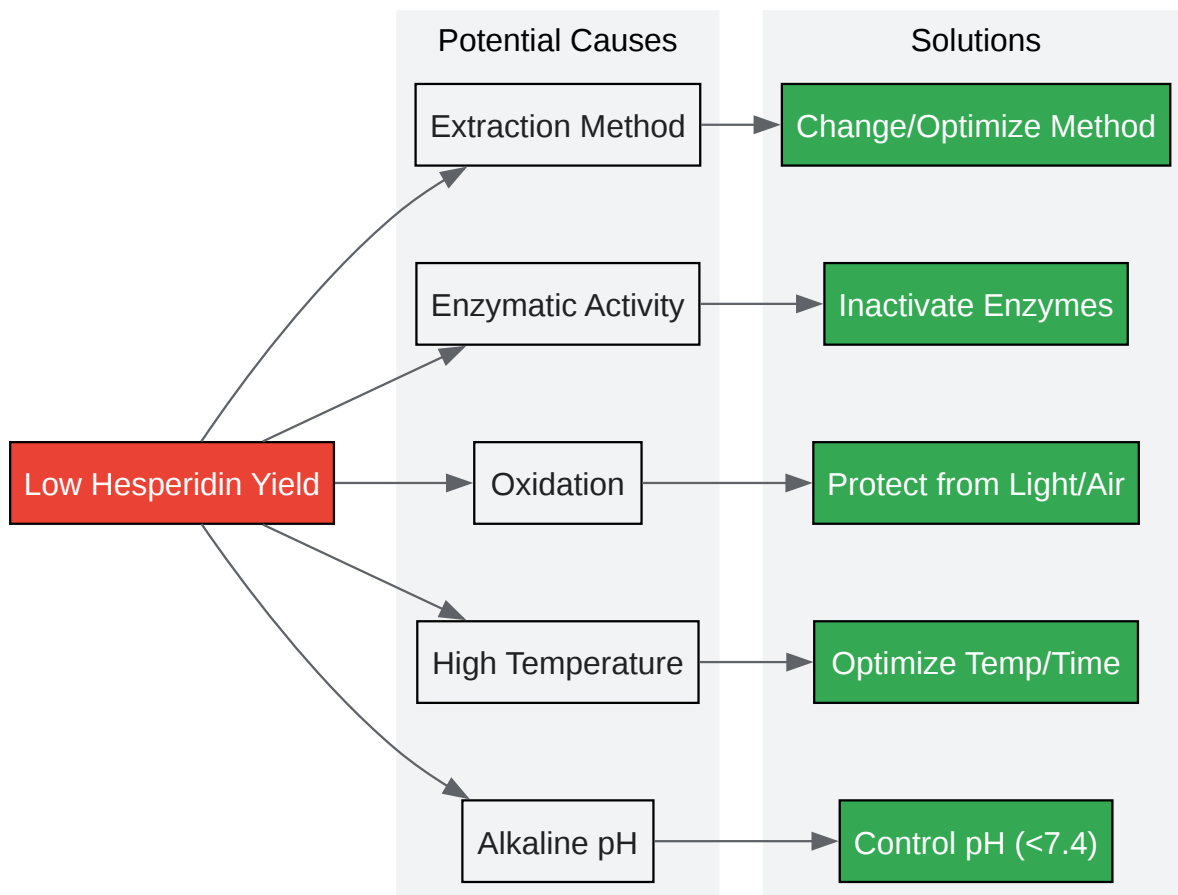 Potential Causes
Solutions
Extraction Method
Change/Optimize Method
Enzymatic Activity
Inactivate Enzymes
Low Hesperidin Yield
Oxidation
Protect from Light/Air
High Temperature
Optimize Temp/Time
Alkaline pH
Control pH (<7.4)